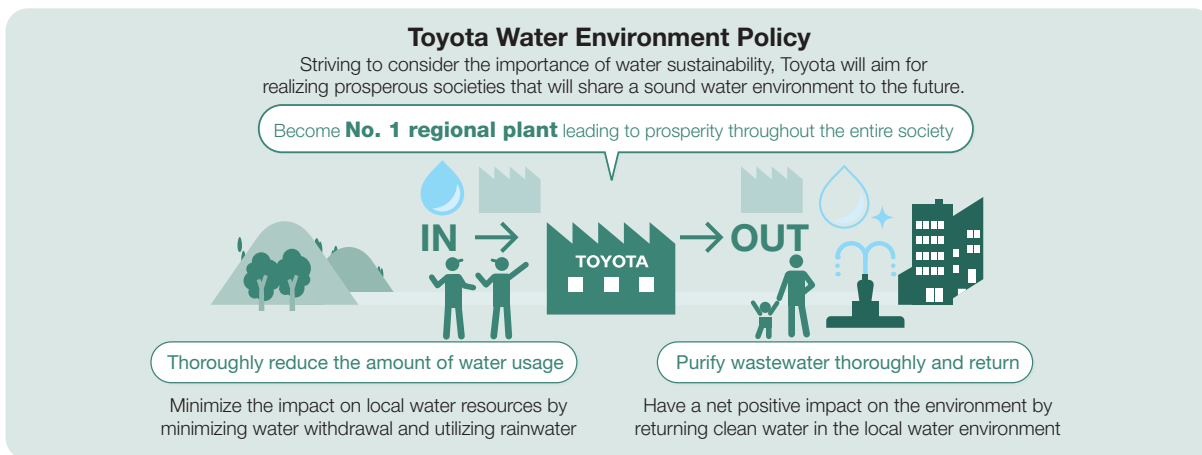 Toyota Water Environment Policy
Striving to consider the importance of water sustainability, Toyota will aim for
realizing prosperous societies that will share a sound water environment to the future.
Become No. 1 regional plant leading to prosperity throughout the entire society
IN
OUT
TOYOTA
Thoroughly reduce the amount of water usage
Minimize the impact on local water resources by
minimizing water withdrawal and utilizing rainwater
Purify wastewater thoroughly and return
Have a net positive impact on the environment by
returning clean water in the local water environment